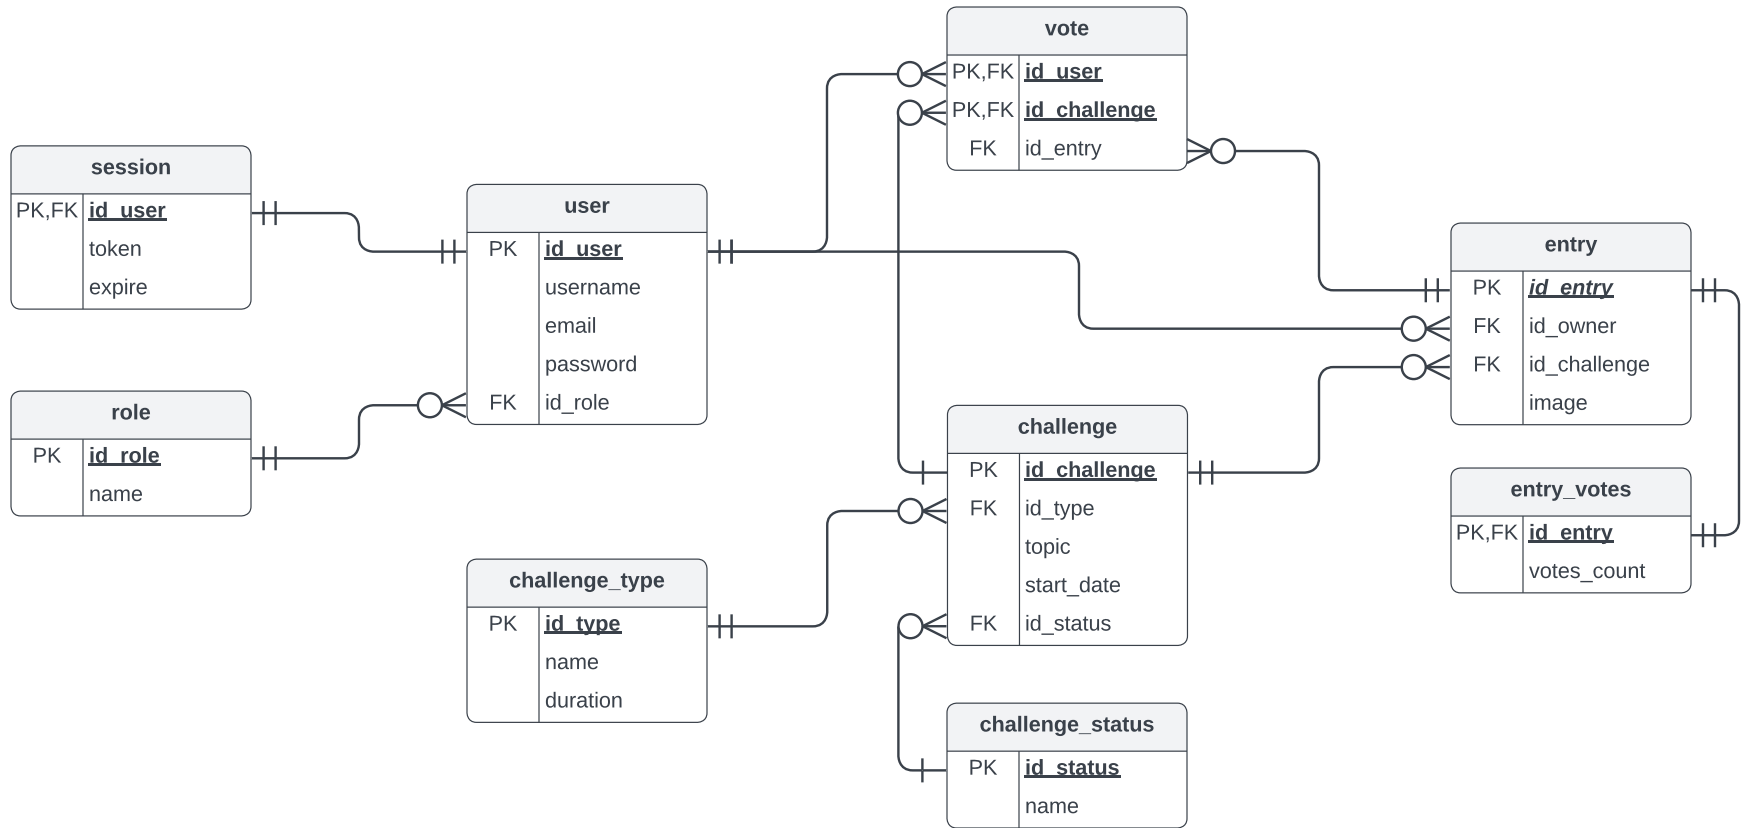 vote
PK,FK id_user
PK,FK id_challenge
FK id_entry
session
PK,FK id_user
token
expire
user
PK id_user
username
email
password
FK id_role
entry
PK id_entry
FK id_owner
FK id_challenge
image
role
PK id_role
name
challenge
PK id_challenge
FK id_type
topic
start_date
FK id_status
entry_votes
PK,FK id_entry
votes_count
challenge_type
PK id_type
name
duration
challenge_status
PK id_status
name